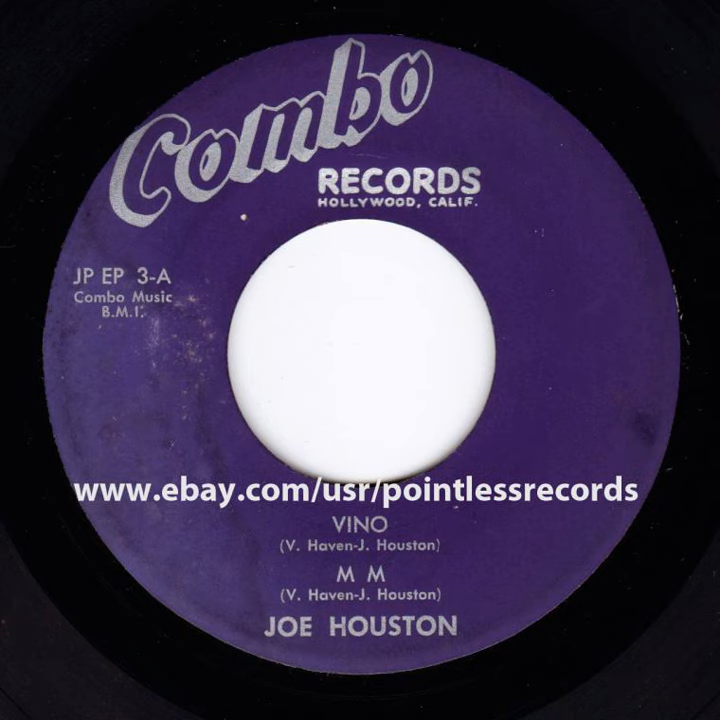 Combo
RECORDS
HOLLYWOOD, CALIF.
JP EP 3-A
Combo Music
B.M.I.
www.ebay.com/usr/pointlessrecords
VINO
(V. Haven-J. Houston)
M M
(V. Haven-J. Houston)
JOE HOUSTON